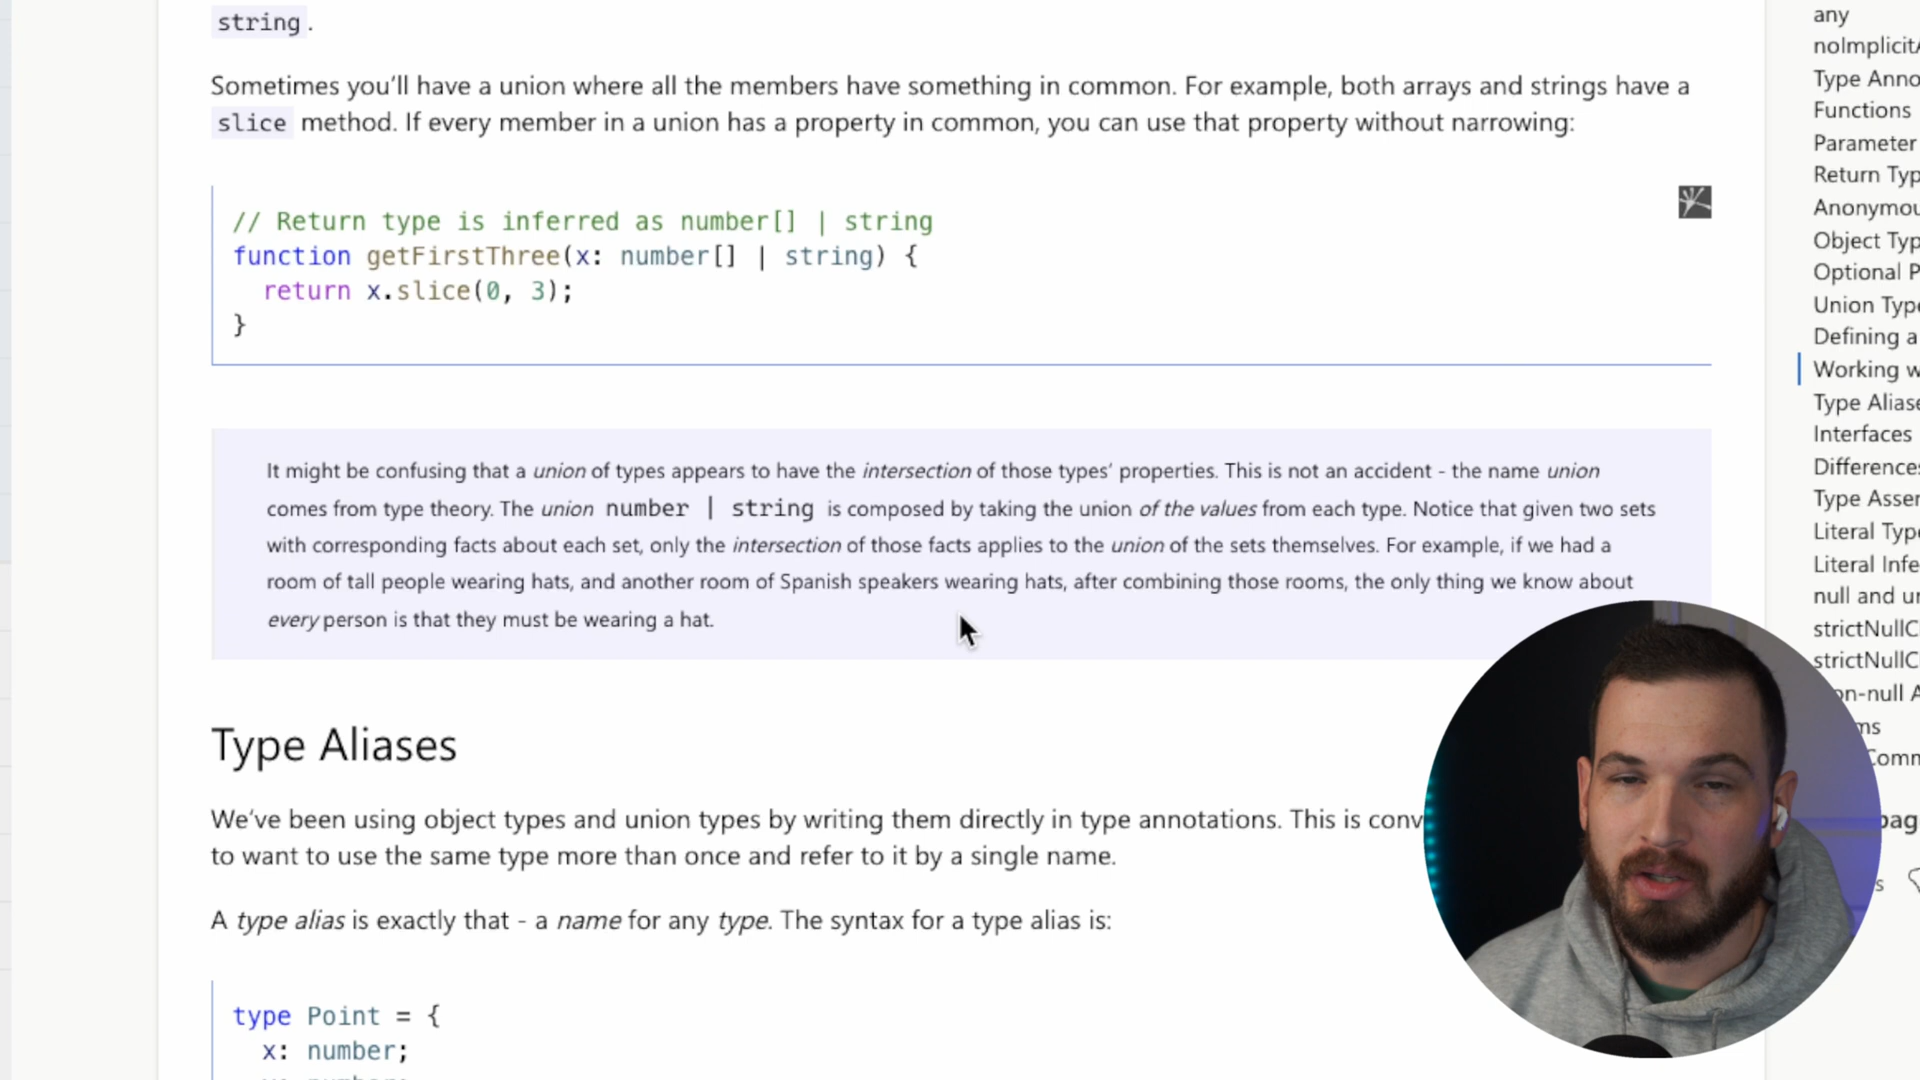 string .
Sometimes you’ll have a union where all the members have something in common. For example, both arrays and strings have a
slice method. If every member in a union has a property in common, you can use that property without narrowing:
// Return type is inferred as number[] | string
function getFirstThree(x: number[] | string) {
return x.slice(0, 3);
}
It might be confusing that a union of types appears to have the intersection of those types’ properties. This is not an accident - the name union
comes from type theory. The union number | string is composed by taking the union of the values from each type. Notice that given two sets
with corresponding facts about each set, only the intersection of those facts applies to the union of the sets themselves. For example, if we had a
room of tall people wearing hats, and another room of Spanish speakers wearing hats, after combining those rooms, the only thing we know about
every person is that they must be wearing a hat.
Type Aliases
We’ve been using object types and union types by writing them directly in type annotations. This is conv
to want to use the same type more than once and refer to it by a single name.
A type alias is exactly that - a name for any type. The syntax for a type alias is:
type Point = {
x: number;
any
noImplicit
Type Anno
Functions
Parameter
Return Typ
Anonymou
Object Typ
Optional P
Union Type
Defining a
Working w
Type Aliase
Interfaces
Differences
Type Asser
Literal Type
Literal Infe
null and un
strictNullC
strictNullC
on-null A
ms
Comm
pag
s